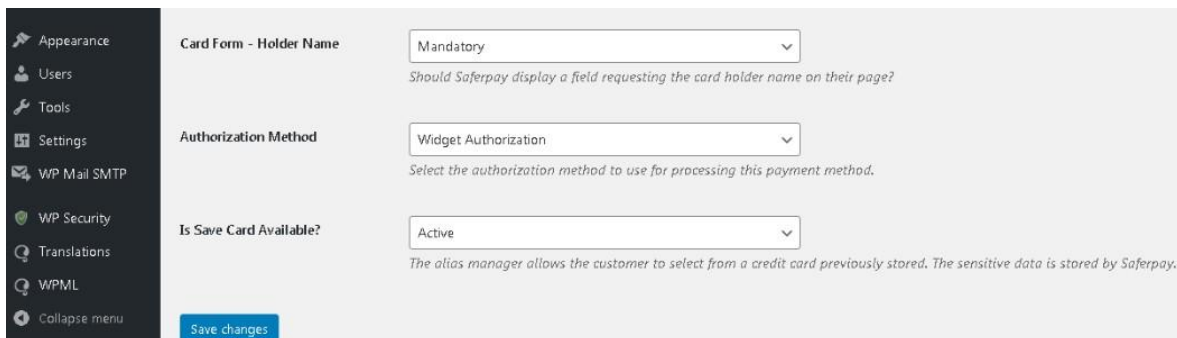 Appearance
Users
Tools
Settings
WP Mail SMTP
WP Security
Translations
WPML
Collapse menu
Card Form - Holder Name
Mandatory
Should Saferpay display a field requesting the card holder name on their page?
Authorization Method
Widget Authorization
Select the authorization method to use for processing this payment method.
Is Save Card Available?
Active
The alias manager allows the customer to select from a credit card previously stored. The sensitive data is stored by Saferpay.
Save changes